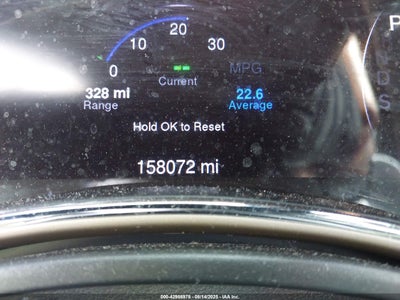 20
10 30
0 -- MPG P
Current N
328 mi 22.6 D
Range Average S
Hold OK to Reset
158072 mi
000-42988978 - 08/14/2025 - IAA Inc.